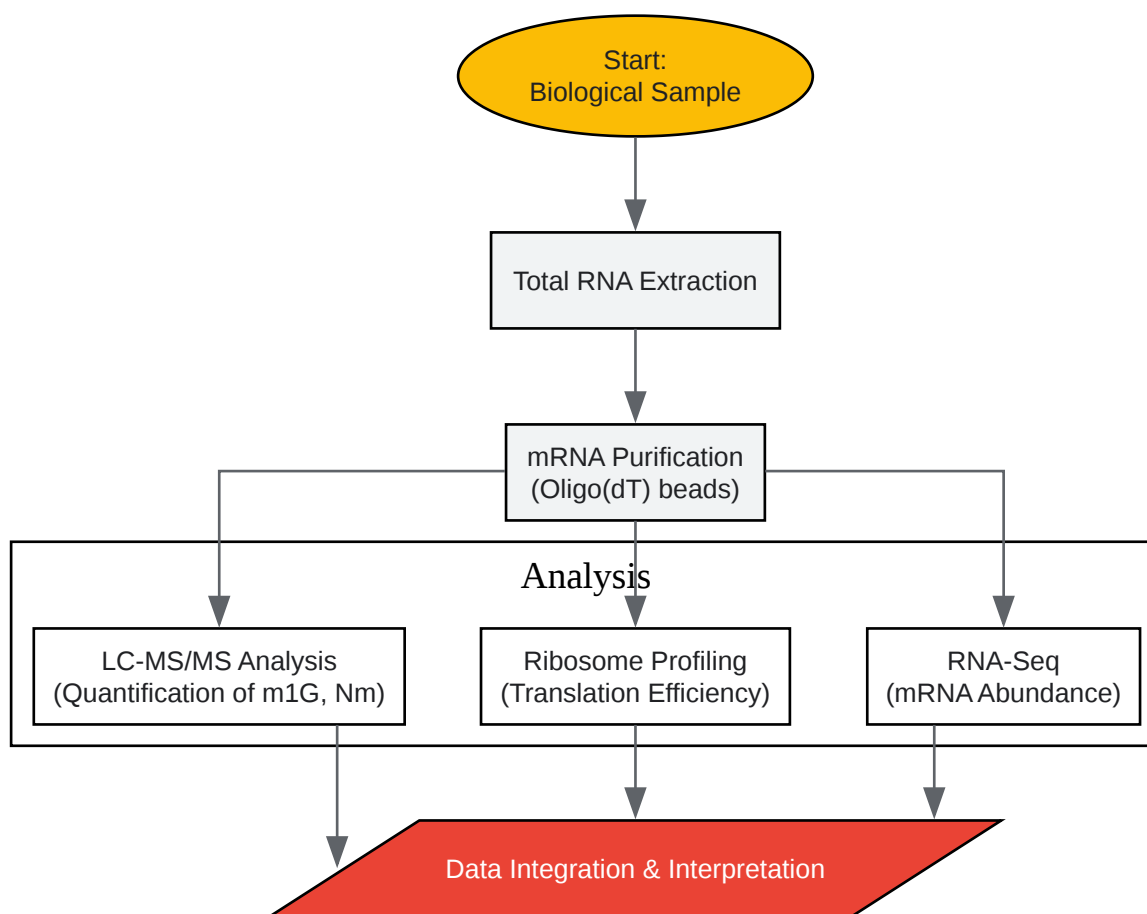 Start:
Biological Sample
Total RNA Extraction
mRNA Purification
(Oligo(dT) beads)
Analysis
LC-MS/MS Analysis
(Quantification of m1G, Nm)
Ribosome Profiling
(Translation Efficiency)
RNA-Seq
(mRNA Abundance)
Data Integration & Interpretation